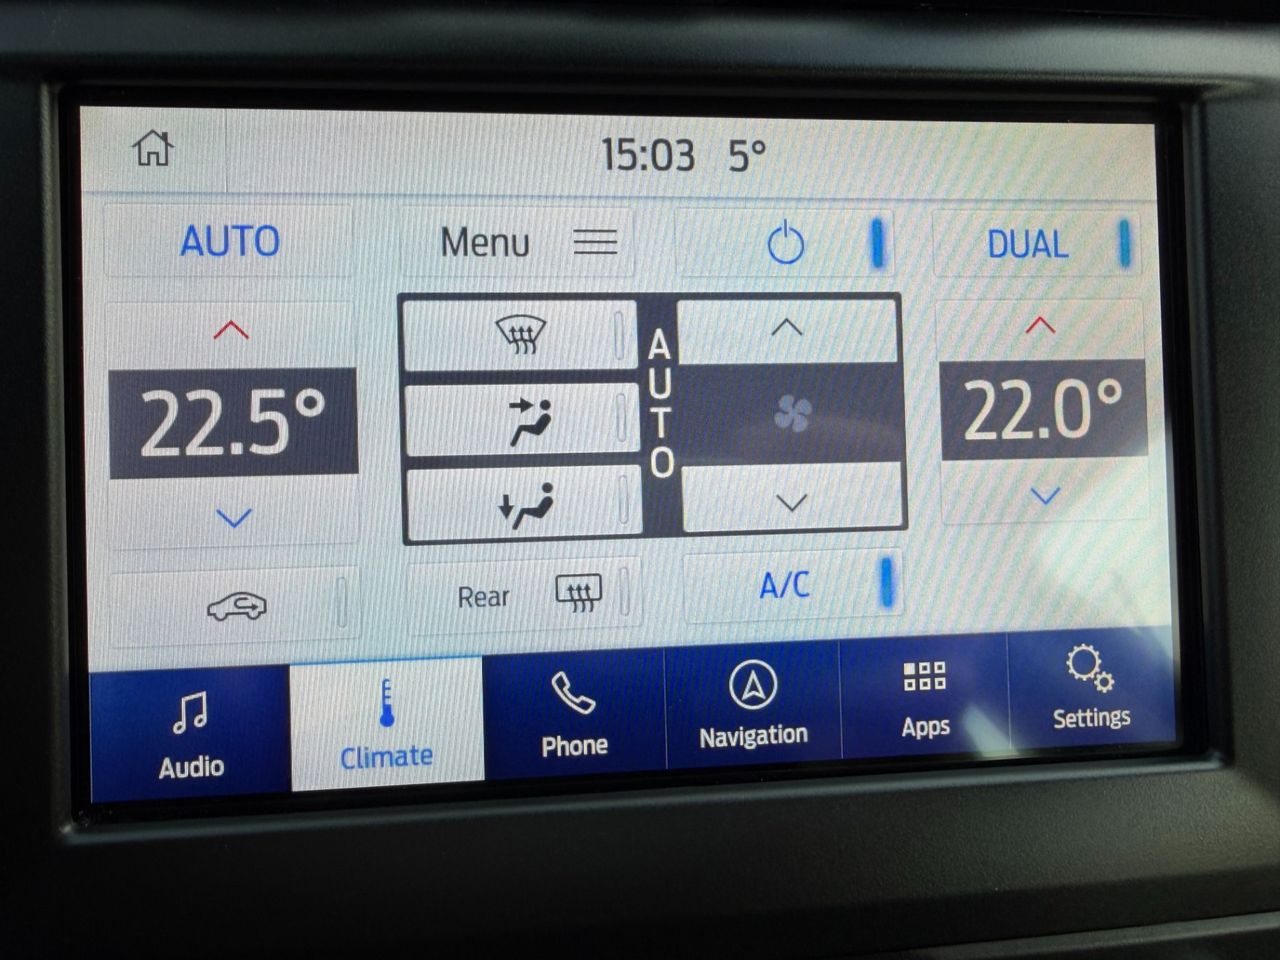 15:03 5°
AUTO
Menu
DUAL
22.5°
AUTO
22.0°
Rear
A/C
Audio
Climate
Phone
Navigation
Apps
Settings